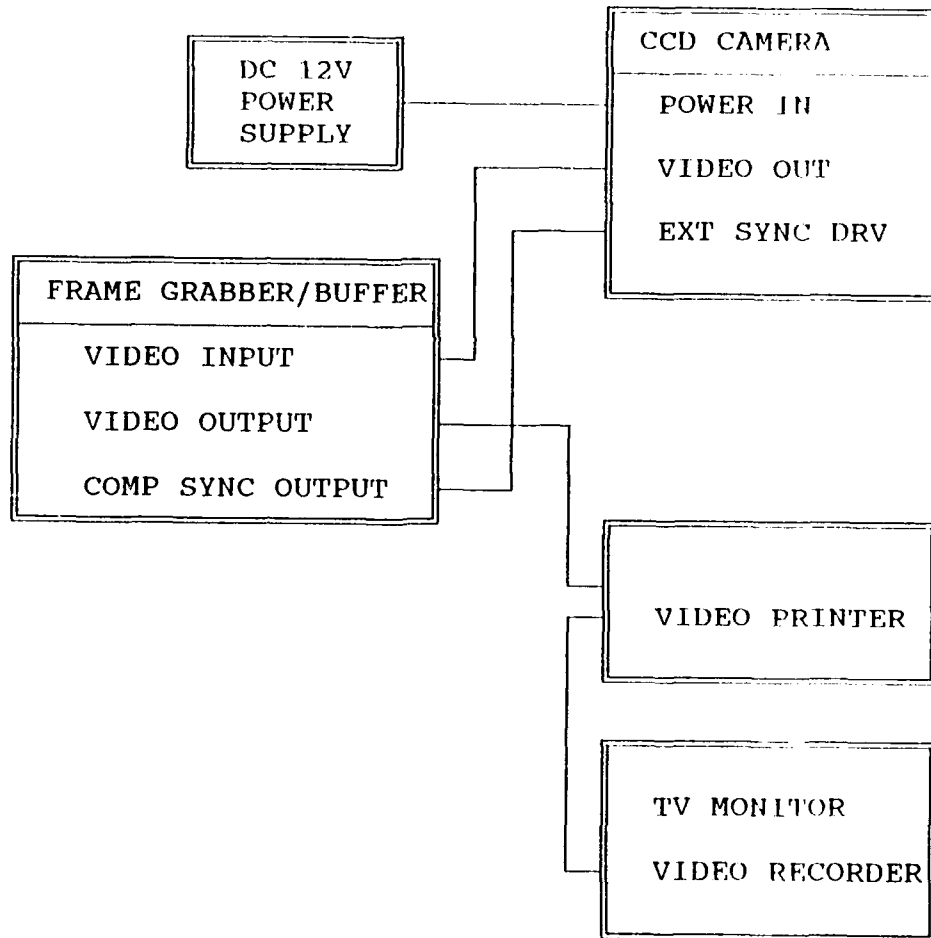 DC 12V
POWER
SUPPLY
CCD CAMERA
POWER IN
VIDEO OUT
EXT SYNC DRV
FRAME GRABBER/BUFFER
VIDEO INPUT
VIDEO OUTPUT
COMP SYNC OUTPUT
VIDEO PRINTER
TV MONITOR
VIDEO RECORDER